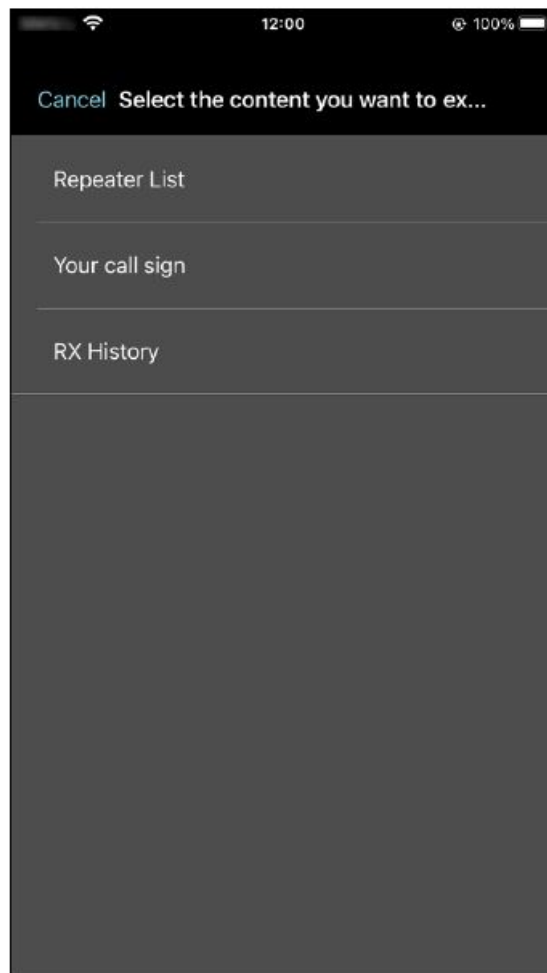 12:00
100%
Cancel Select the content you want to ex...
Repeater List
Your call sign
RX History